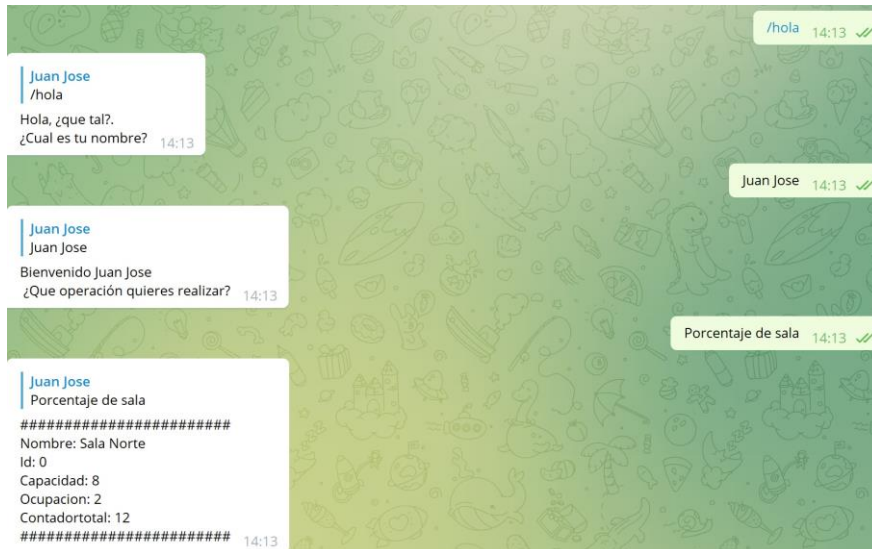 /hola 14:13
Juan Jose
/hola
Hola, ¿que tal?.
¿Cual es tu nombre? 14:13
Juan Jose 14:13
Juan Jose
Juan Jose
Bienvenido Juan Jose
¿Que operación quieres realizar? 14:13
Porcentaje de sala 14:13
Juan Jose
Porcentaje de sala
########################
Nombre: Sala Norte
Id: 0
Capacidad: 8
Ocupacion: 2
Contadortotal: 12
######################## 14:13